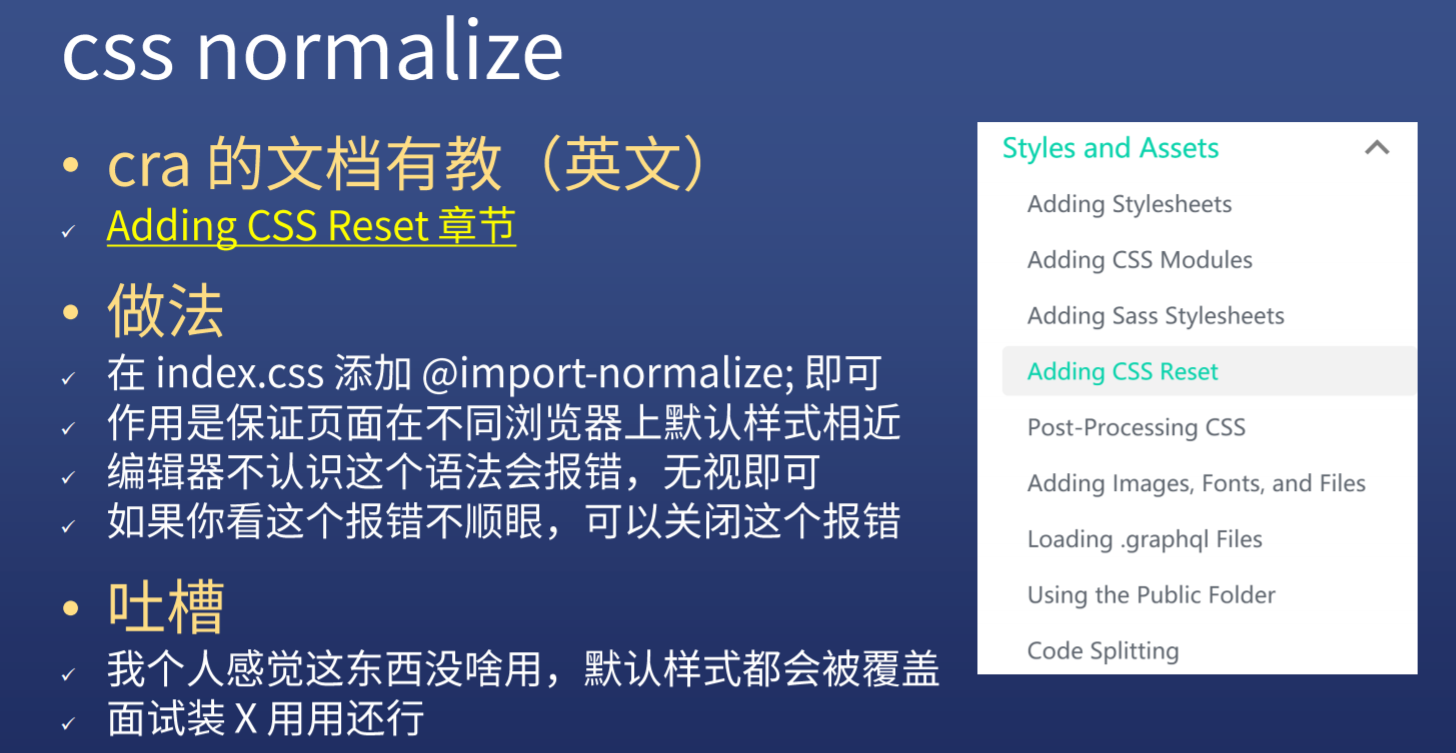 css normalize
• cra 的文档有教（英文）
✓ Adding CSS Reset 章节
• 做法
✓ 在 index.css 添加 @import-normalize; 即可
✓ 作用是保证页面在不同浏览器上默认样式相近
✓ 编辑器不认识这个语法会报错，无视即可
✓ 如果你看这个报错不顺眼，可以关闭这个报错
• 吐槽
✓ 我个人感觉这东西没啥用，默认样式都会被覆盖
✓ 面试装 X 用用还行
Styles and Assets
Adding Stylesheets
Adding CSS Modules
Adding Sass Stylesheets
Adding CSS Reset
Post-Processing CSS
Adding Images, Fonts, and Files
Loading .graphql Files
Using the Public Folder
Code Splitting